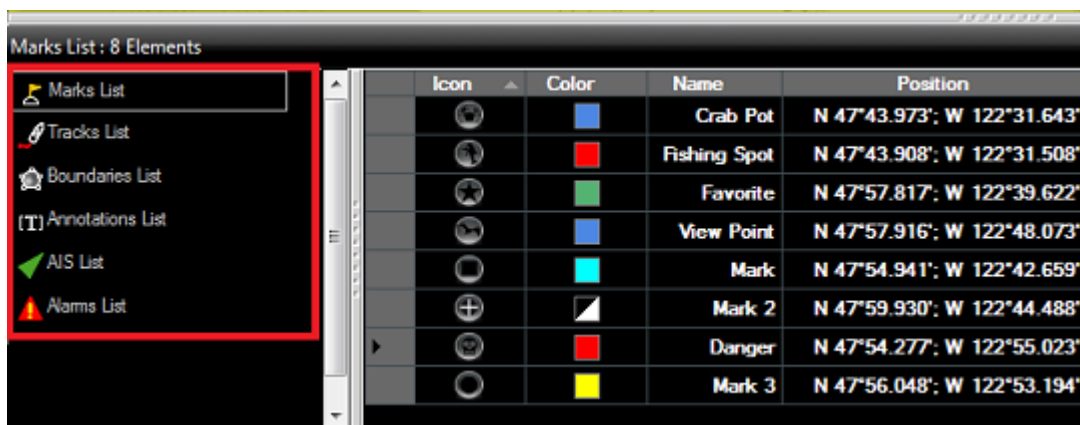 Marks List : 8 Elements
Marks List
Tracks List
Boundaries List
[T] Annotations List
AIS List
Alarms List
Icon Color Name Position
Crab Pot N 47°43.973'; W 122°31.643'
Fishing Spot N 47°43.908'; W 122°31.508'
Favorite N 47°57.817'; W 122°39.622'
View Point N 47°57.916'; W 122°48.073'
Mark N 47°54.941'; W 122°42.659'
Mark 2 N 47°59.930'; W 122°44.488'
Danger N 47°54.277'; W 122°55.023'
Mark 3 N 47°56.048'; W 122°53.194'